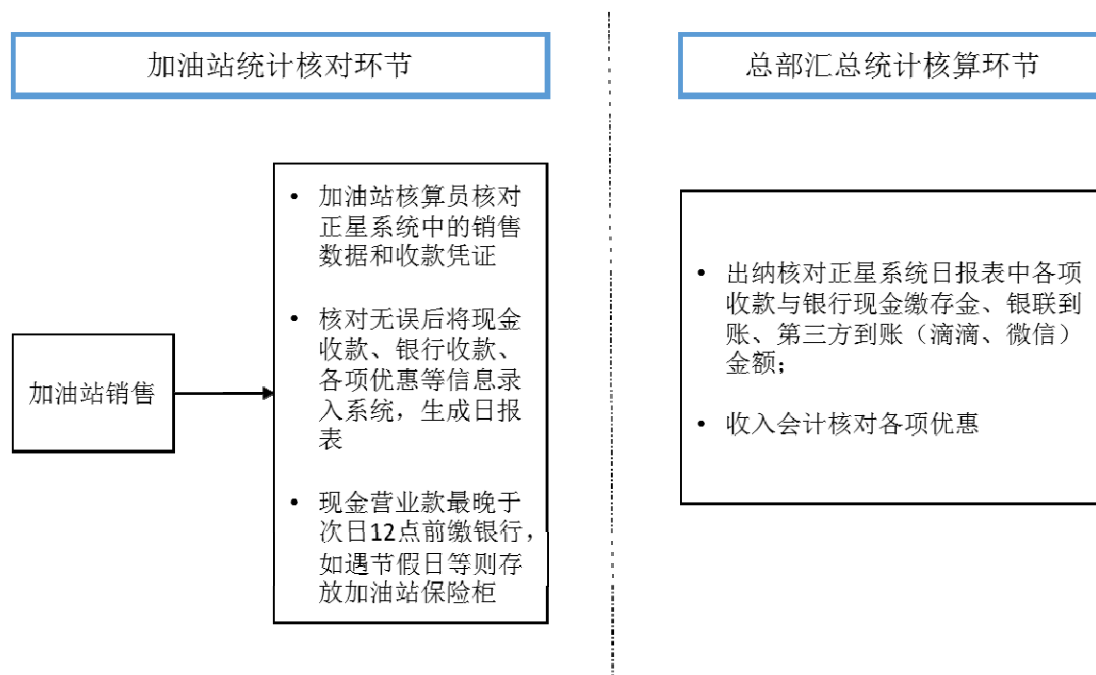 加油站统计核对环节
总部汇总统计核算环节
加油站销售
• 加油站核算员核对
正星系统中的销售
数据和收款凭证
• 核对无误后将现金
收款、银行收款、
各项优惠等信息录
入系统，生成日报
表
• 现金营业款最晚于
次日12点前缴银行，
如遇节假日等则存
放加油站保险柜
• 出纳核对正星系统日报表中各项
收款与银行现金缴存金、银联到
账、第三方到账（滴滴、微信）
金额；
• 收入会计核对各项优惠